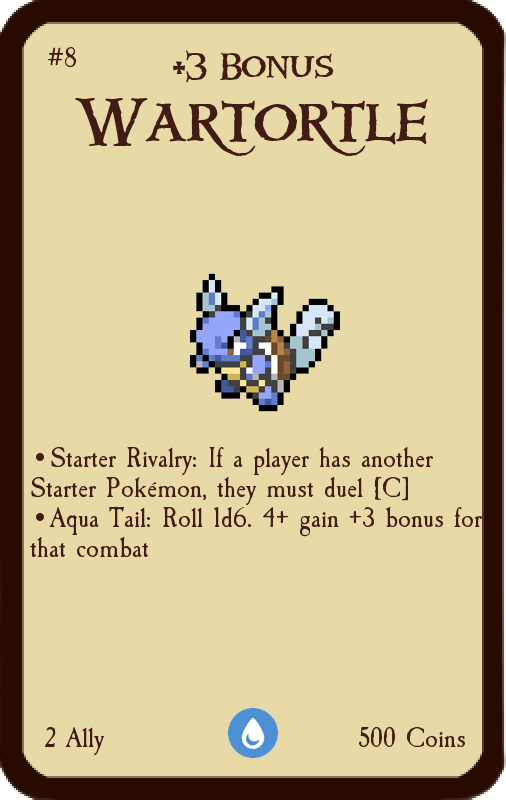 #8
+3 Bonus
Wartortle
•Starter Rivalry: If a player has another
Starter Pokémon, they must duel [C]
•Aqua Tail: Roll 1d6. 4+ gain +3 bonus for
that combat
2 Ally
500 Coins